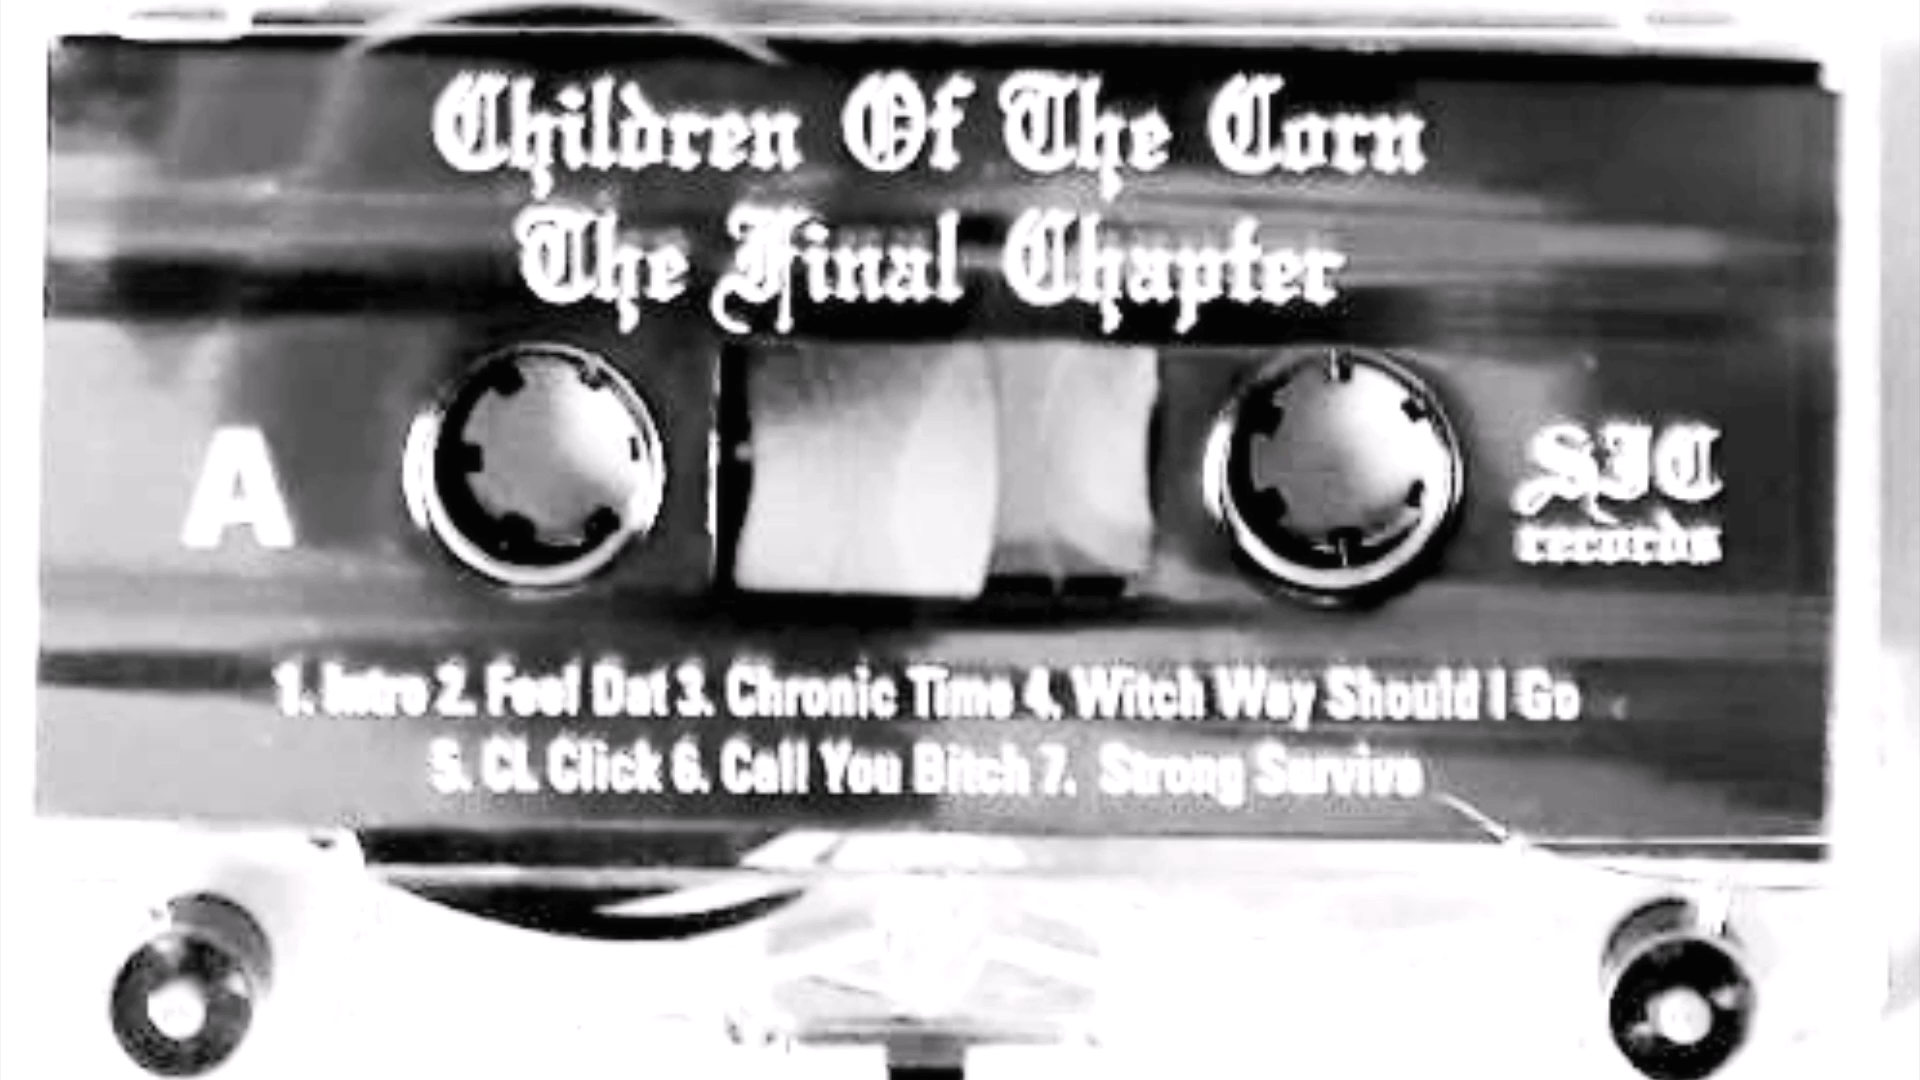 Children Of The Corn
The Final Chapter
A
SIC
records
1. Intro 2. Feel Dat 3. Chronic Time 4. Witch Way Should I Go
5. Cl. Click 6. Call You Bitch 7. Strong Survive